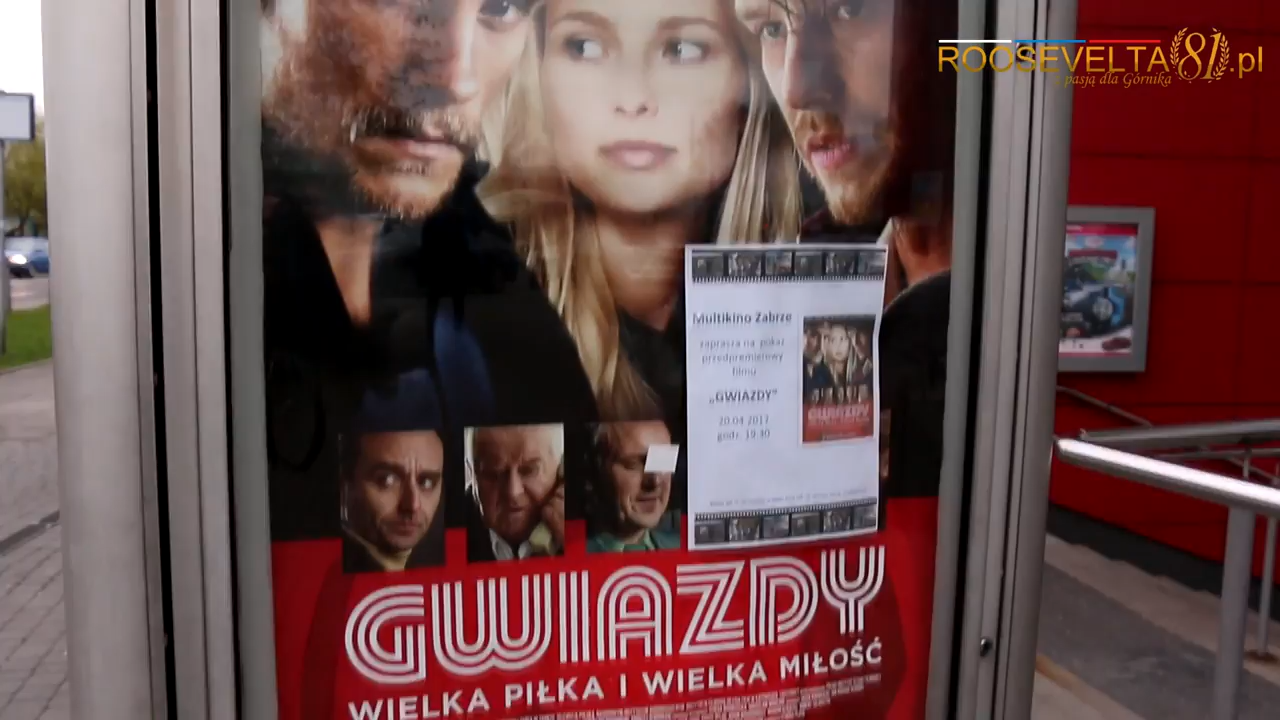 ROOSEVELTA81.pl
z pasją dla Górnika
Multikino Zabrze
zaprasza na pokaz
przedpremierowy
filmu
„GWIAZDY”
20.04.2017
godz. 19.30
GWIAZDY
GWIAZDY
WIELKA PIŁKA I WIELKA MIŁOŚĆ